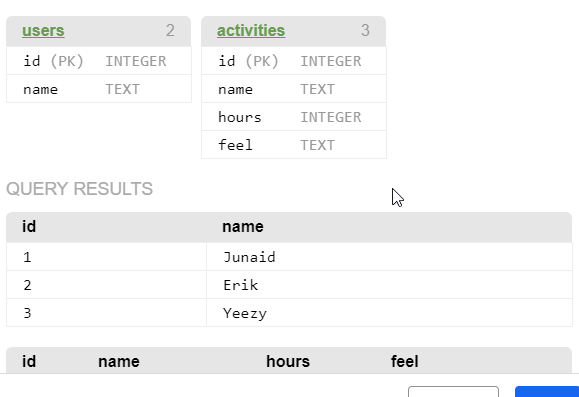 users 2 activities 3
id (PK) INTEGER id (PK) INTEGER
name TEXT name TEXT
hours INTEGER
feel TEXT
QUERY RESULTS
id name
1 Junaid
2 Erik
3 Yeezy
id name hours feel